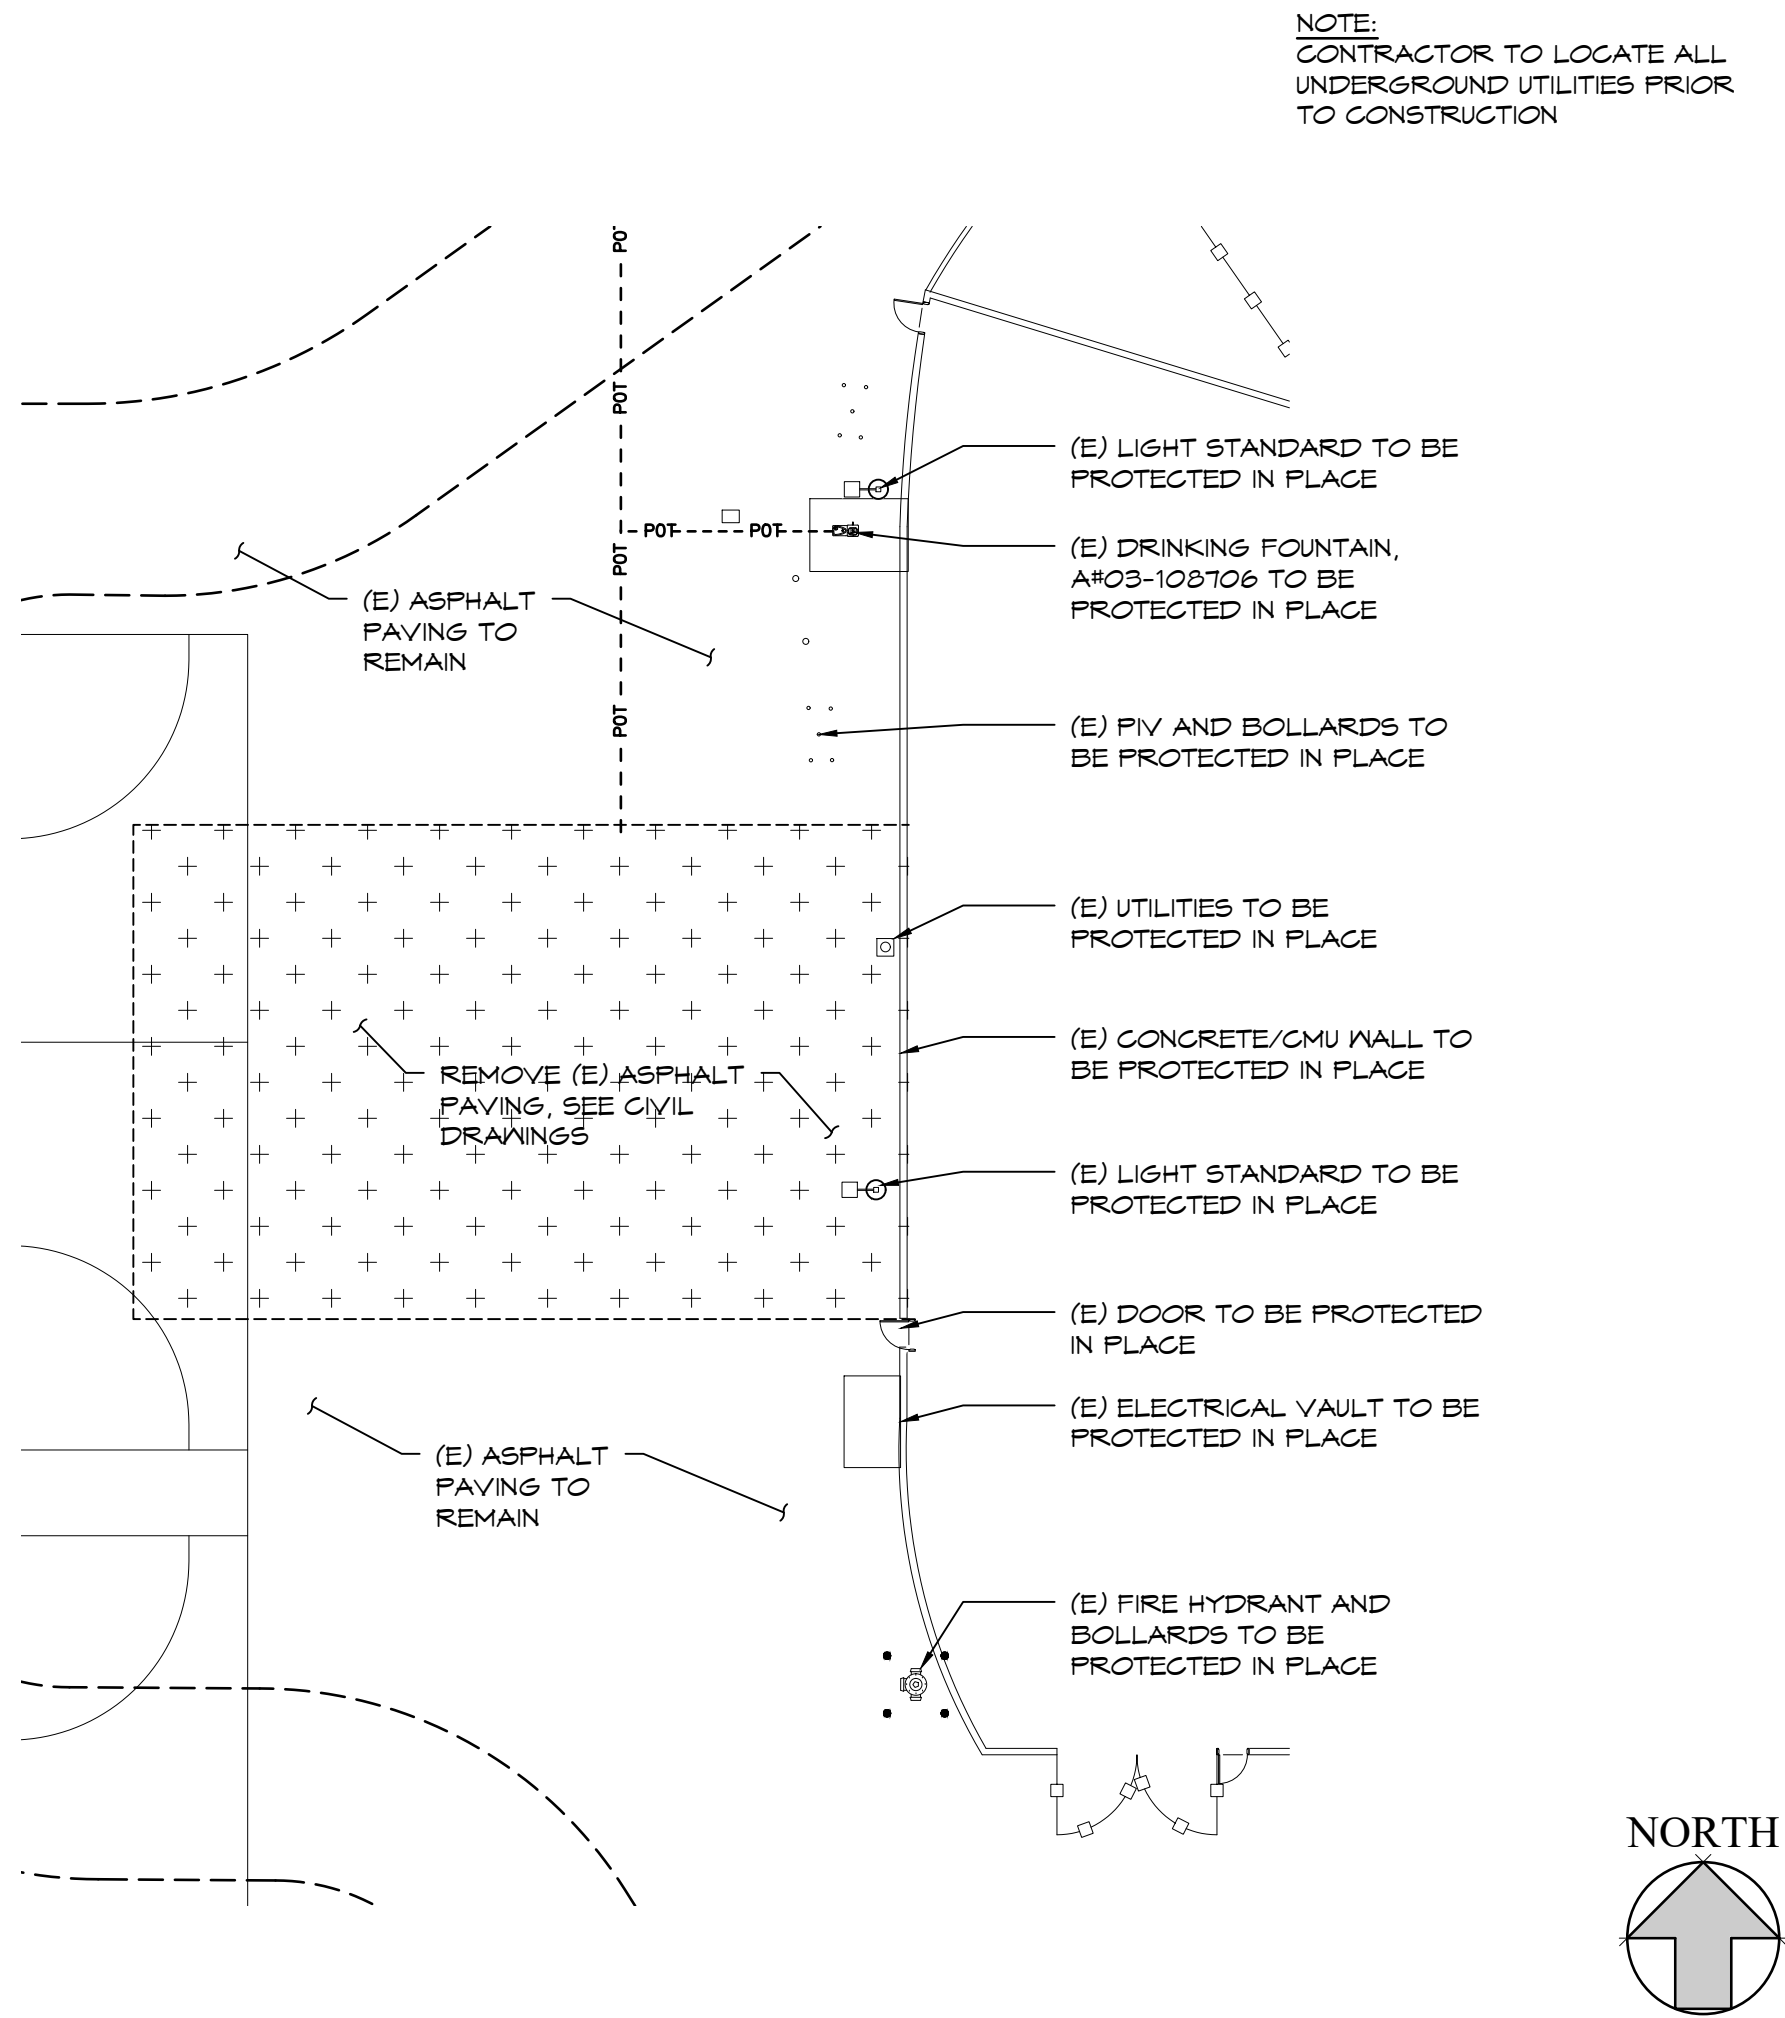 NOTE:
CONTRACTOR TO LOCATE ALL
UNDERGROUND UTILITIES PRIOR
TO CONSTRUCTION
POT
POT
(E) LIGHT STANDARD TO BE
PROTECTED IN PLACE
POT POT
POT
(E) DRINKING FOUNTAIN,
A#03-108706 TO BE
PROTECTED IN PLACE
(E) ASPHALT
PAVING TO
REMAIN
POT
(E) PIV AND BOLLARDS TO
BE PROTECTED IN PLACE
(E) UTILITIES TO BE
PROTECTED IN PLACE
(E) CONCRETE/CMU WALL TO
BE PROTECTED IN PLACE
REMOVE (E) ASPHALT
PAVING, SEE CIVIL
DRAWINGS
(E) LIGHT STANDARD TO BE
PROTECTED IN PLACE
(E) DOOR TO BE PROTECTED
IN PLACE
(E) ELECTRICAL VAULT TO BE
PROTECTED IN PLACE
(E) ASPHALT
PAVING TO
REMAIN
(E) FIRE HYDRANT AND
BOLLARDS TO BE
PROTECTED IN PLACE
NORTH